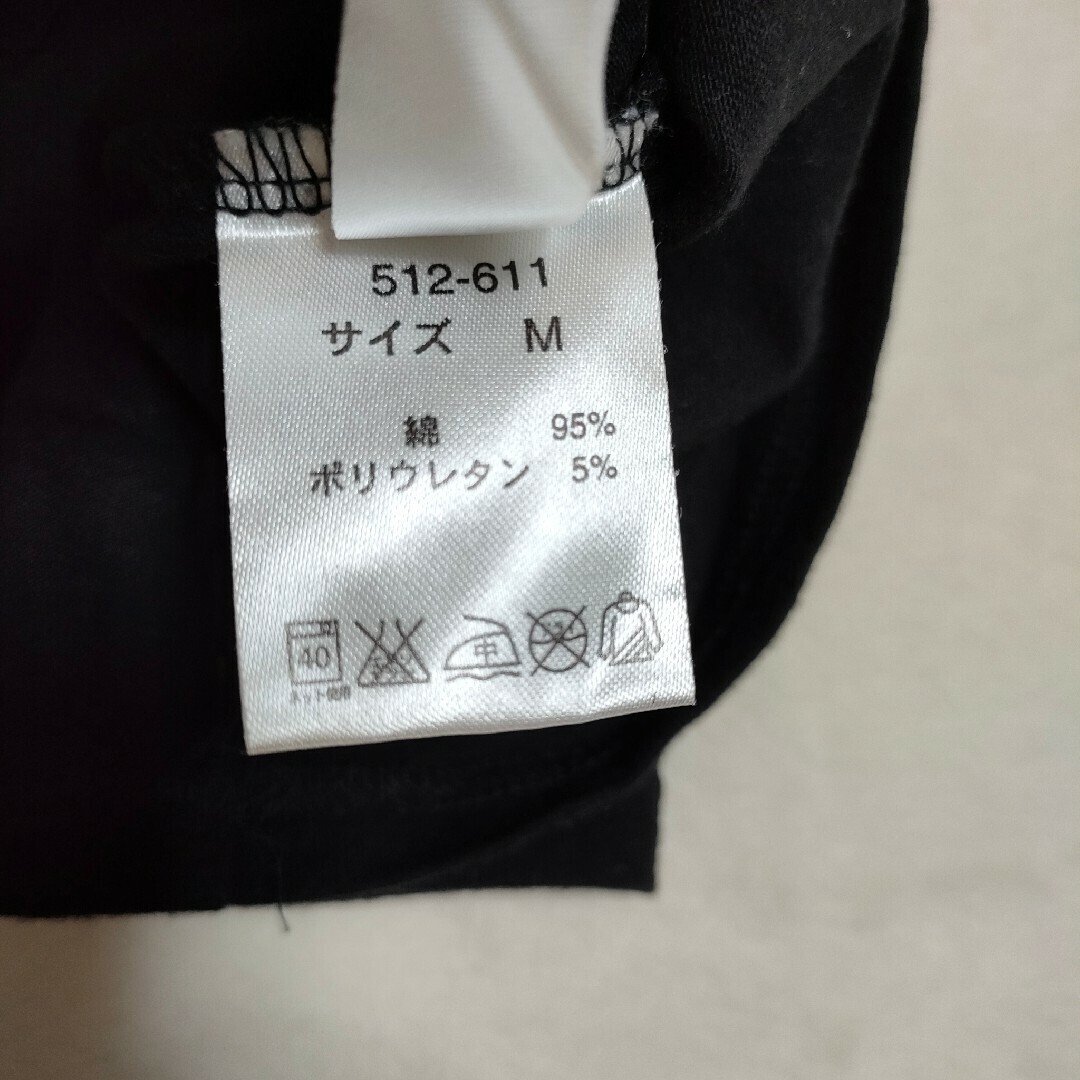 512-611
サイズ M
綿 95%
ポリウレタン 5%
40 中
ネット使用